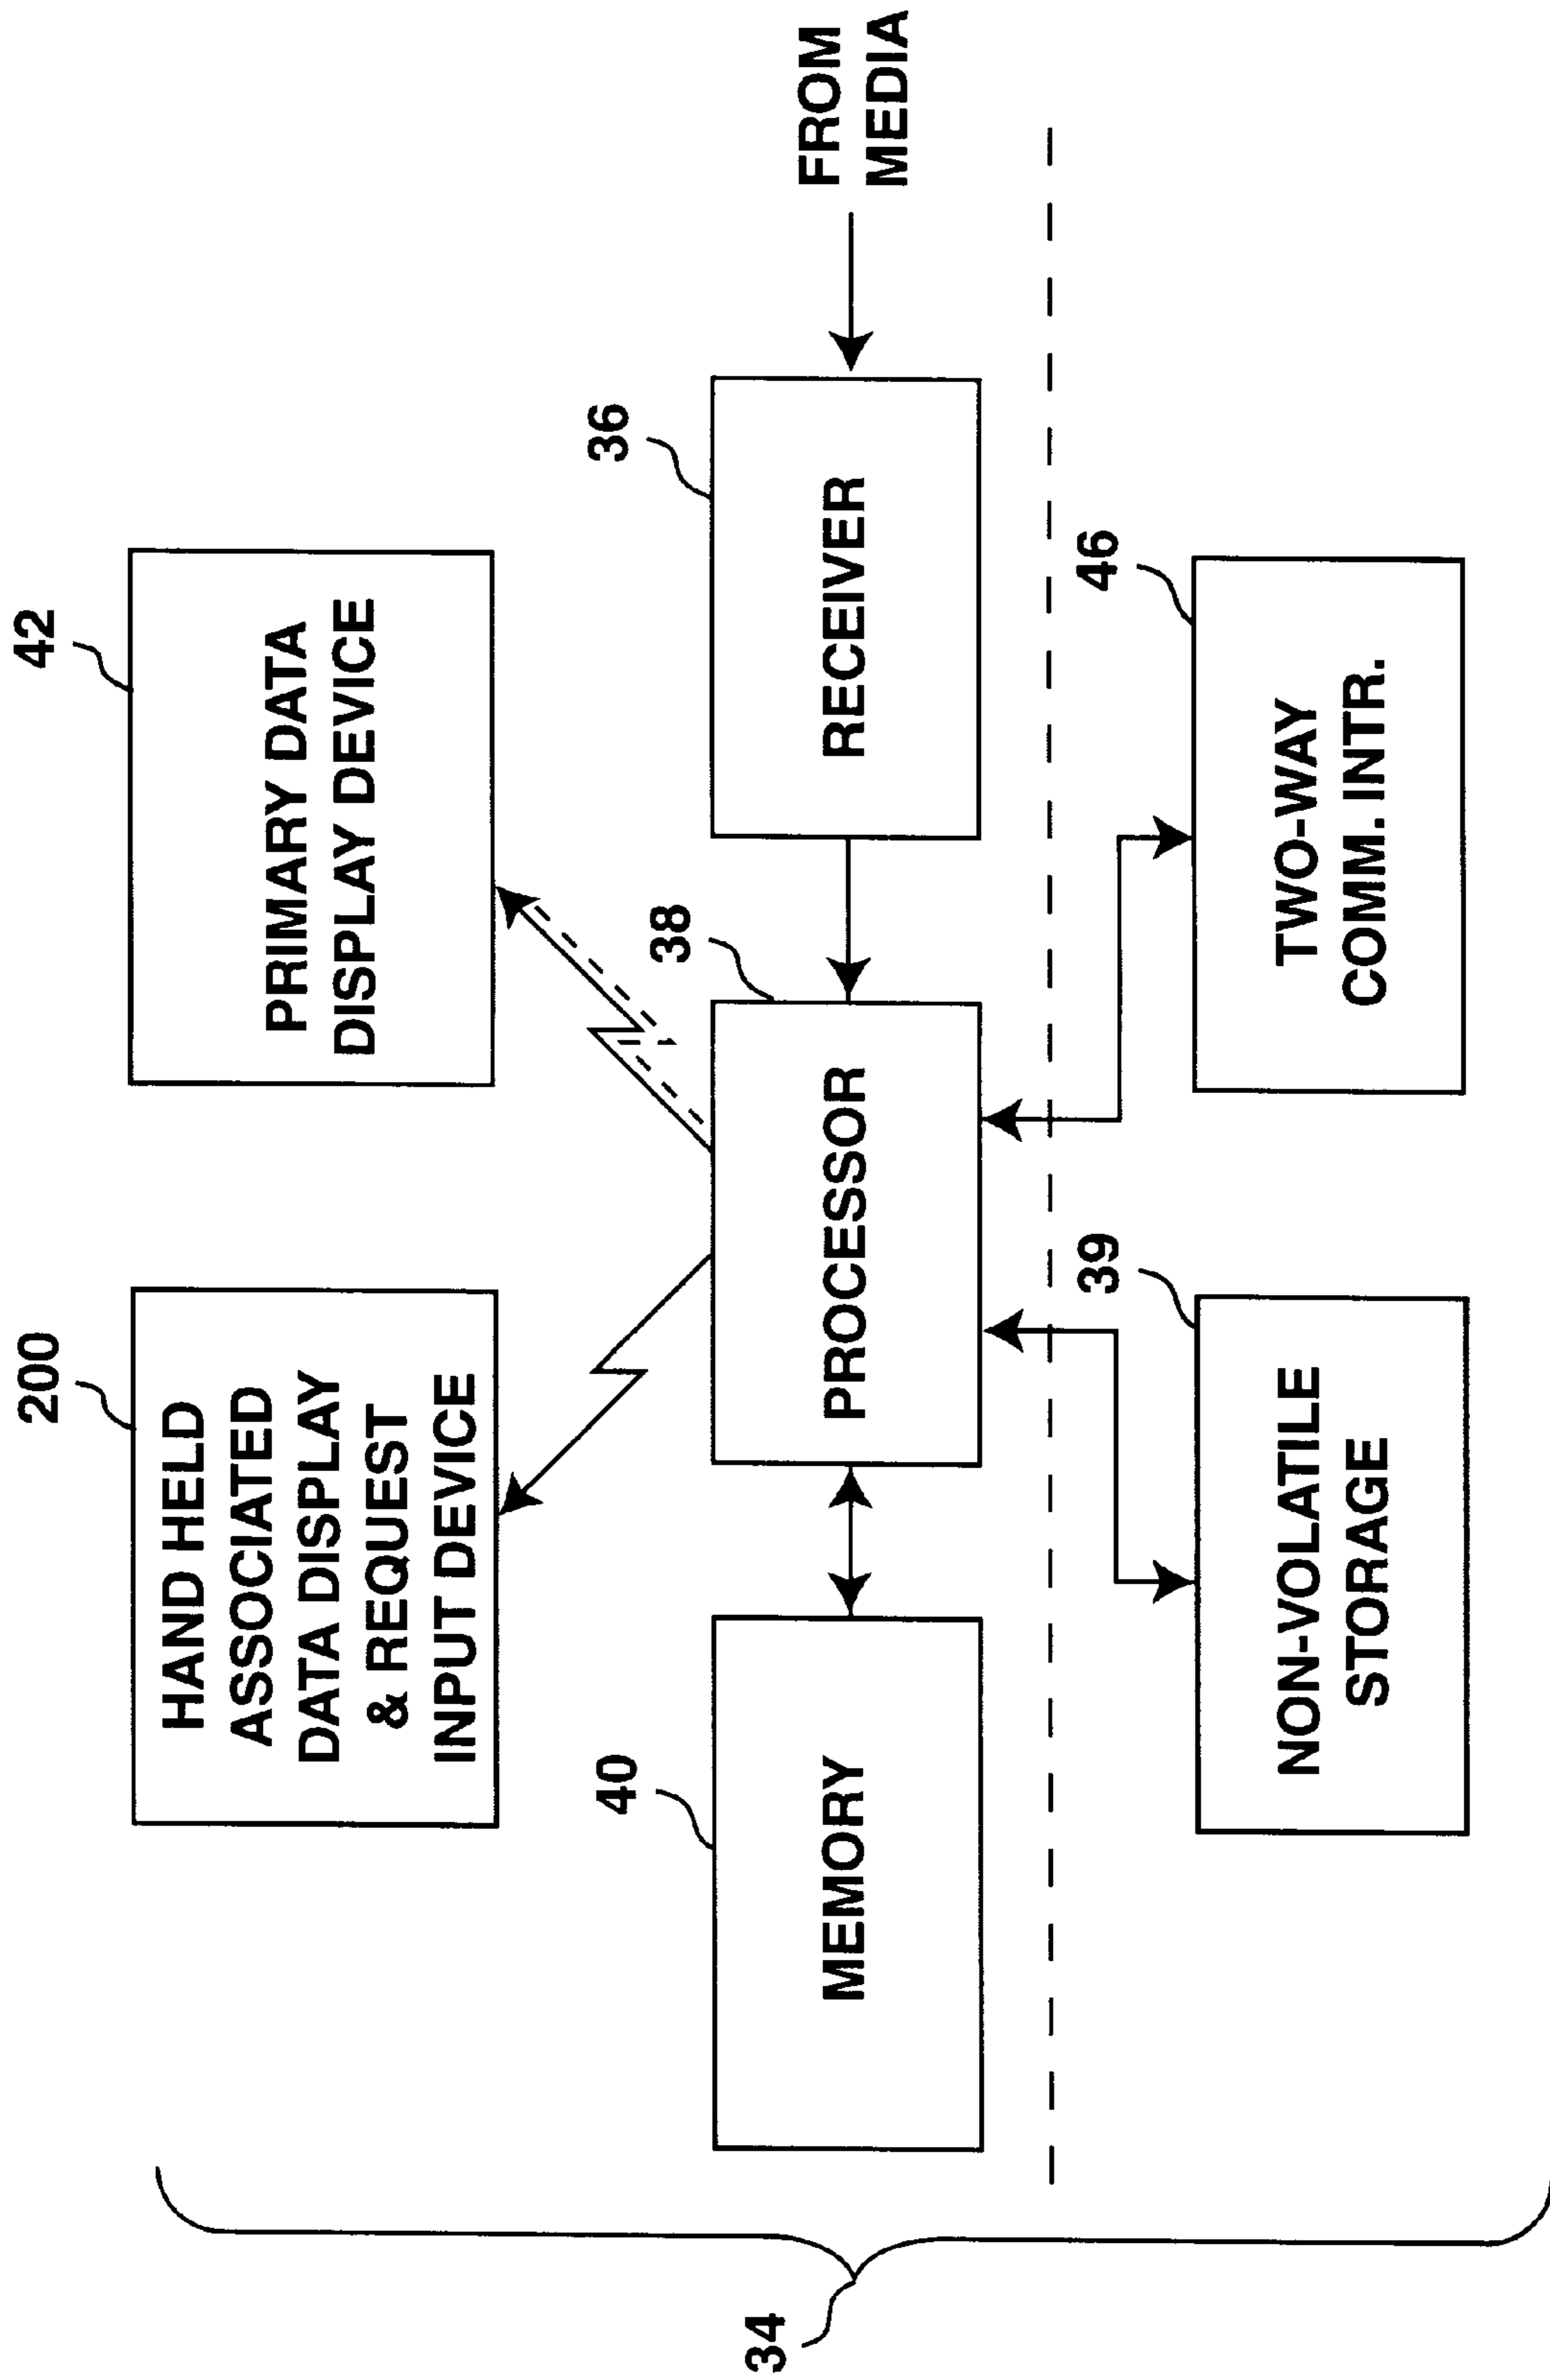 200
HAND HELD
ASSOCIATED
DATA DISPLAY
& REQUEST
INPUT DEVICE
42
PRIMARY DATA
DISPLAY DEVICE
40
MEMORY
38
PROCESSOR
36
RECEIVER
FROM
MEDIA
34
39
NON-VOLATILE
STORAGE
46
TWO-WAY
COMM. INTR.